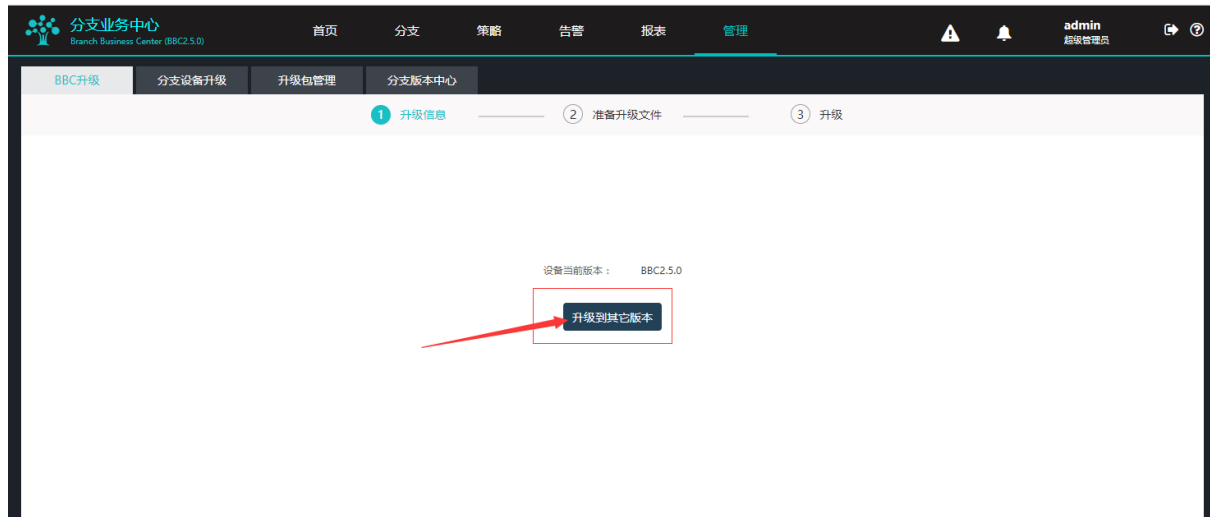 分支业务中心
Branch Business Center (BBC2.5.0)
首页 分支 策略 告警 报表 管理
admin
超级管理员
BBC升级 分支设备升级 升级包管理 分支版本中心
1 升级信息 2 准备升级文件 3 升级
设备当前版本： BBC2.5.0
升级到其它版本